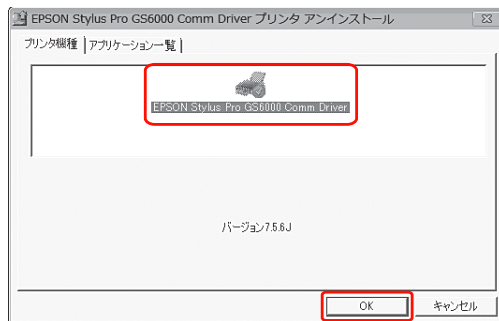 EPSON Stylus Pro GS6000 Comm Driver プリンタ アンインストール
プリンタ機種 アプリケーション一覧
EPSON Stylus Pro GS6000 Comm Driver
バージョン7.5.6J
OK キャンセル